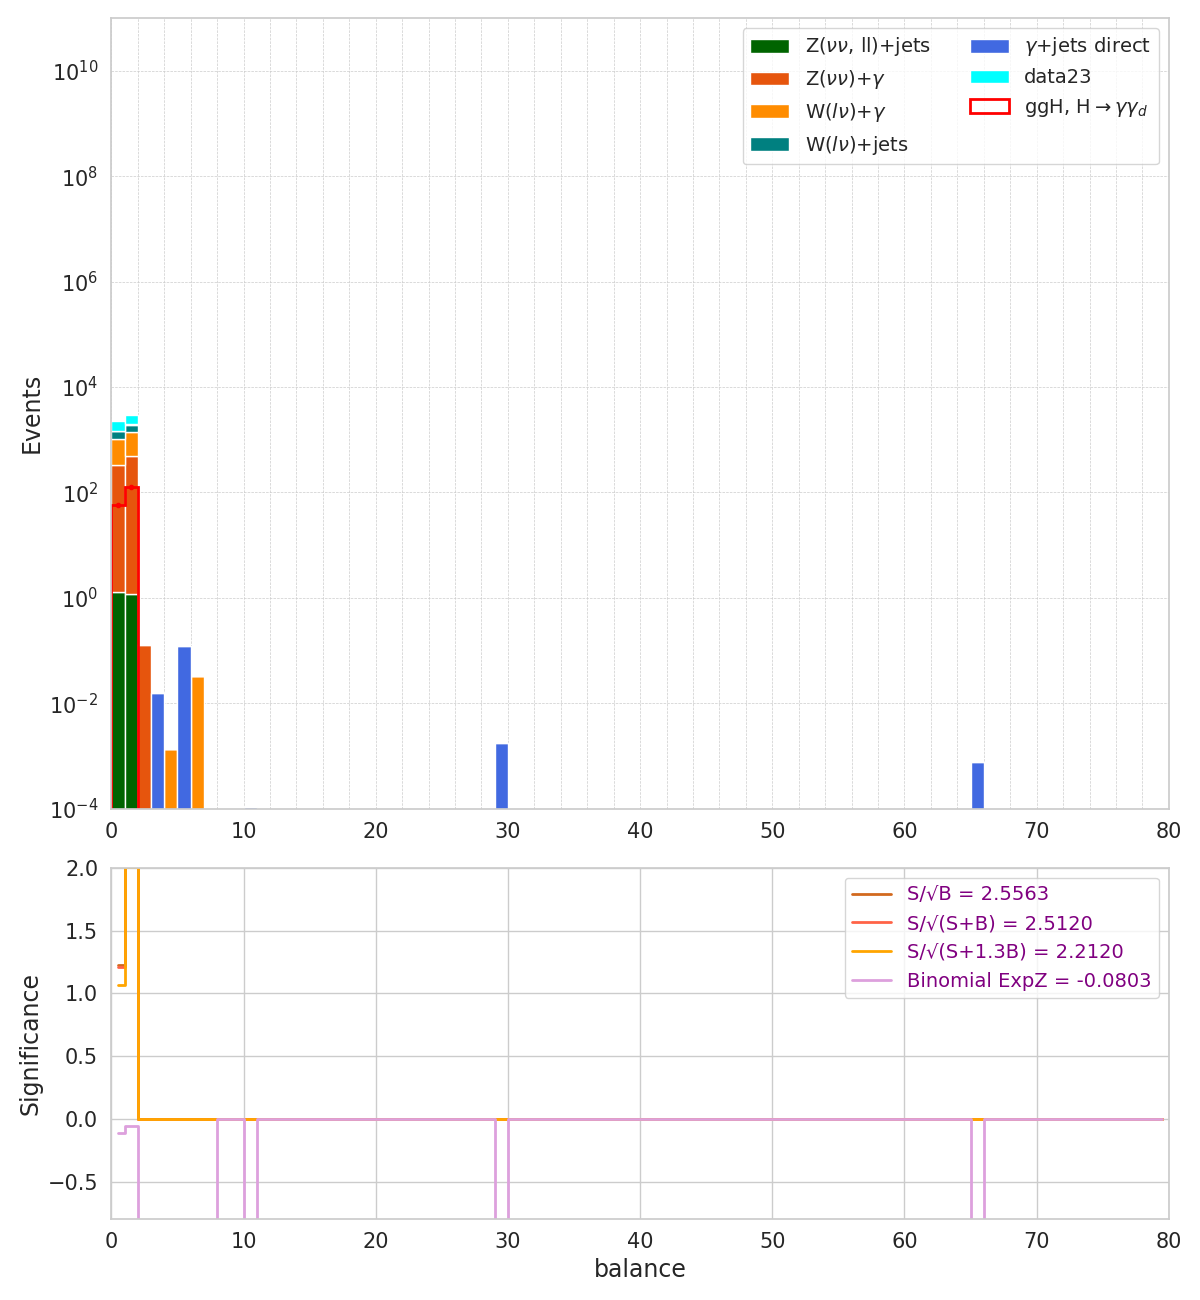 Z(νν, ll)+jets
Z(νν)+γ
W(lν)+γ
W(lν)+jets
γ+jets direct
data23
ggH, H→γγ_d
Events
10^10
10^8
10^6
10^4
10^2
10^0
10^−2
10^−4
0 10 20 30 40 50 60 70 80
S/√B = 2.5563
S/√(S+B) = 2.5120
S/√(S+1.3B) = 2.2120
Binomial ExpZ = -0.0803
Significance
2.0
1.5
1.0
0.5
0.0
−0.5
0 10 20 30 40 50 60 70 80
balance